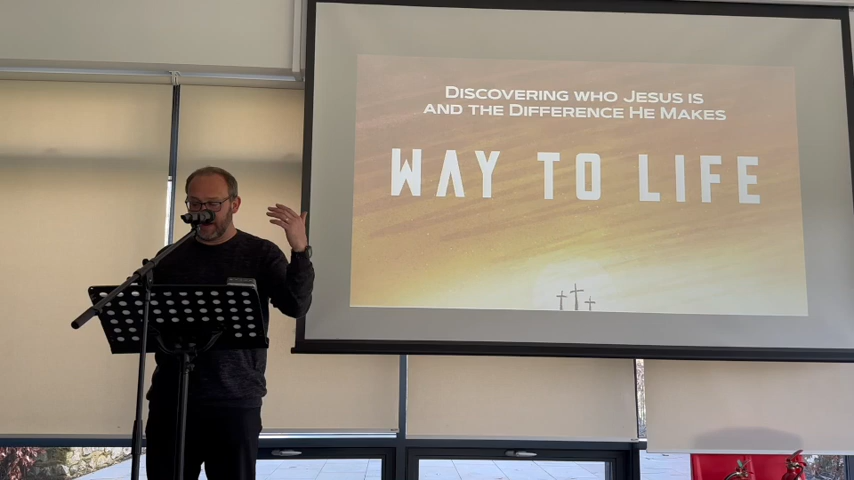 DISCOVERING WHO JESUS IS
AND THE DIFFERENCE HE MAKES
WAY TO LIFE